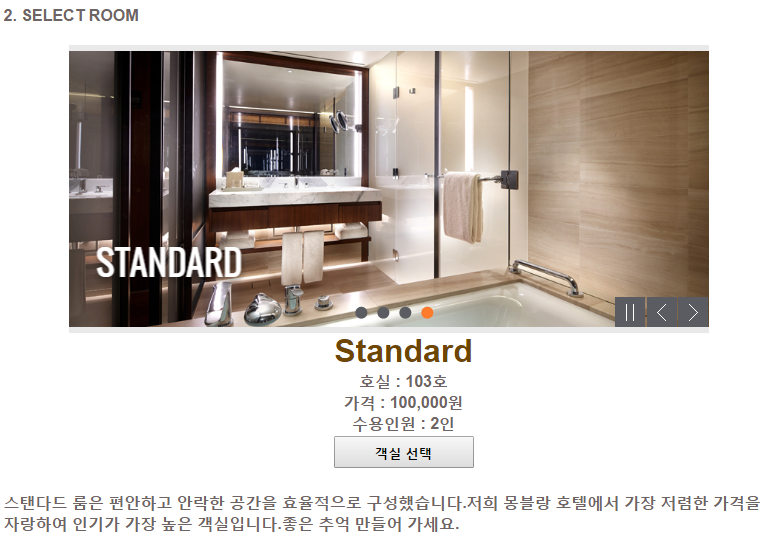 2. SELECT ROOM
STANDARD
Standard
호실 : 103호
가격 : 100,000원
수용인원 : 2인
객실 선택
스탠다드 룸은 편안하고 안락한 공간을 효율적으로 구성했습니다.저희 몽블랑 호텔에서 가장 저렴한 가격을
자랑하여 인기가 가장 높은 객실입니다.좋은 추억 만들어 가세요.